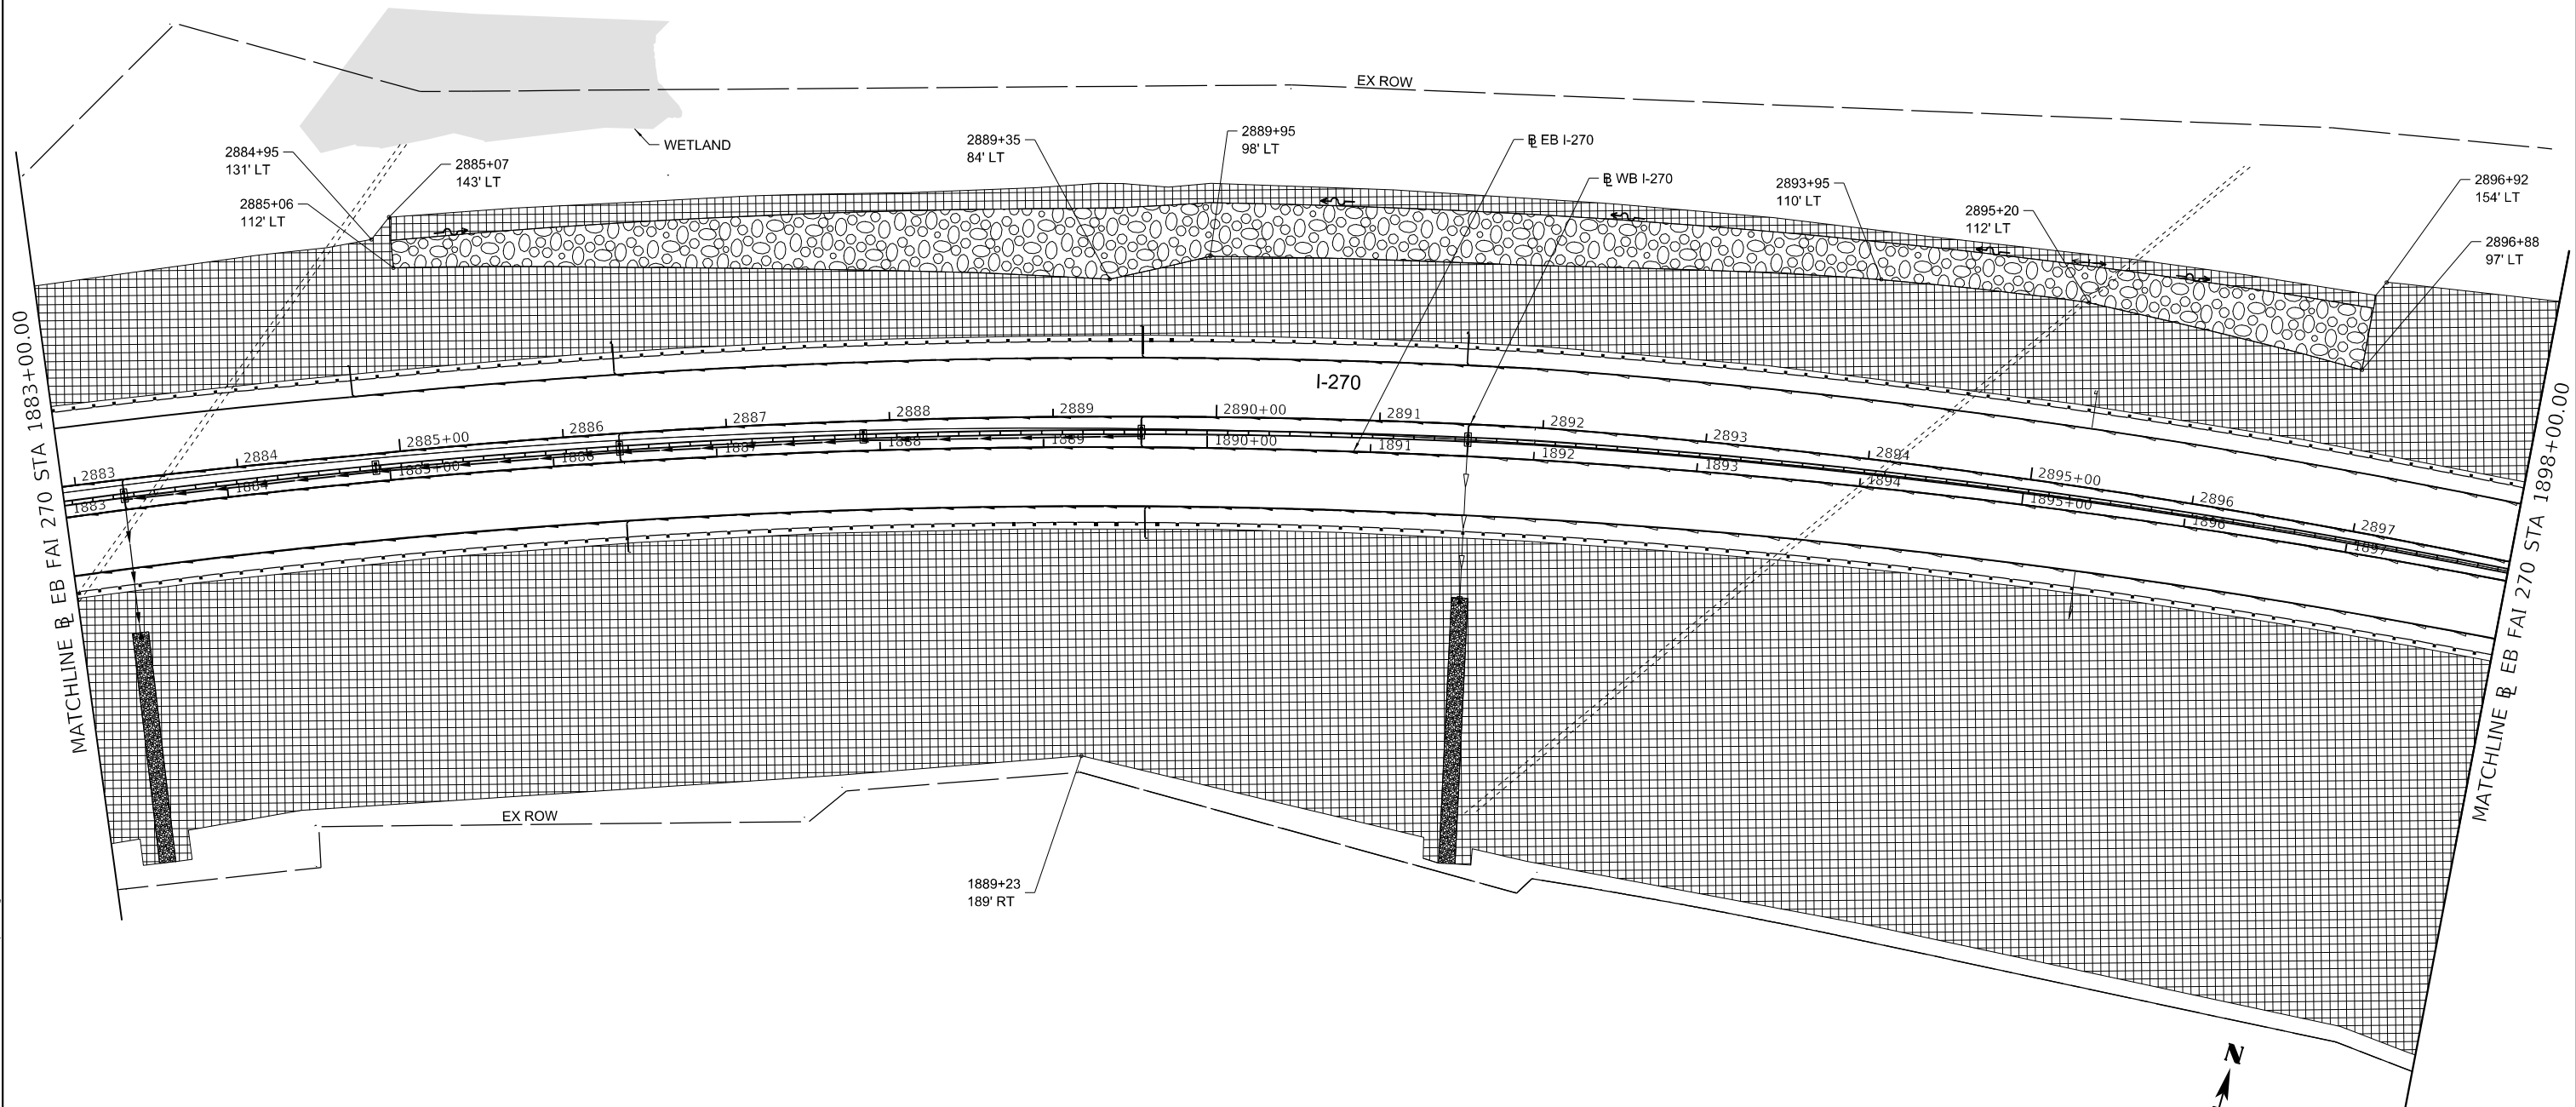 EX ROW
WETLAND
2884+95
131' LT
2885+07
143' LT
2885+06
112' LT
2889+35
84' LT
2889+95
98' LT
℄ EB I-270
℄ WB I-270
2893+95
110' LT
2895+20
112' LT
2896+92
154' LT
2896+88
97' LT
I-270
2883
2884
2885+00
2886
2887
2888
2889
2890+00
2891
2892
2893
2894
2895+00
2896
2897
1883
1884
1885+00
1886
1887
1888
1889
1890+00
1891
1892
1893
1894
1895+00
1896
1897
MATCHLINE BL EB FAI 270 STA 1883+00.00
MATCHLINE BL EB FAI 270 STA 1898+00.00
EX ROW
1889+23
189' RT
N